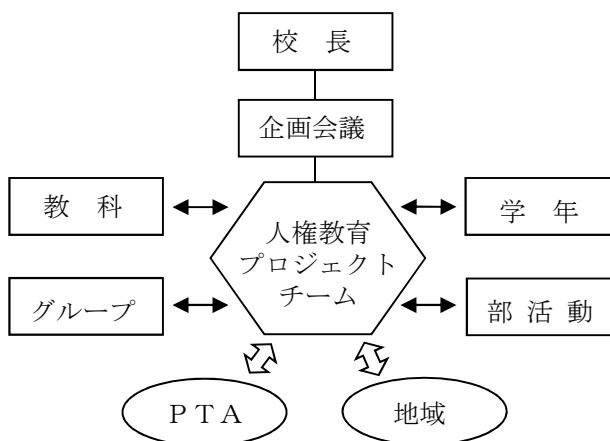 校　長
企画会議
教　科
学　年
人権教育
プロジェクト
チーム
グループ
部 活 動
ＰＴＡ
地域